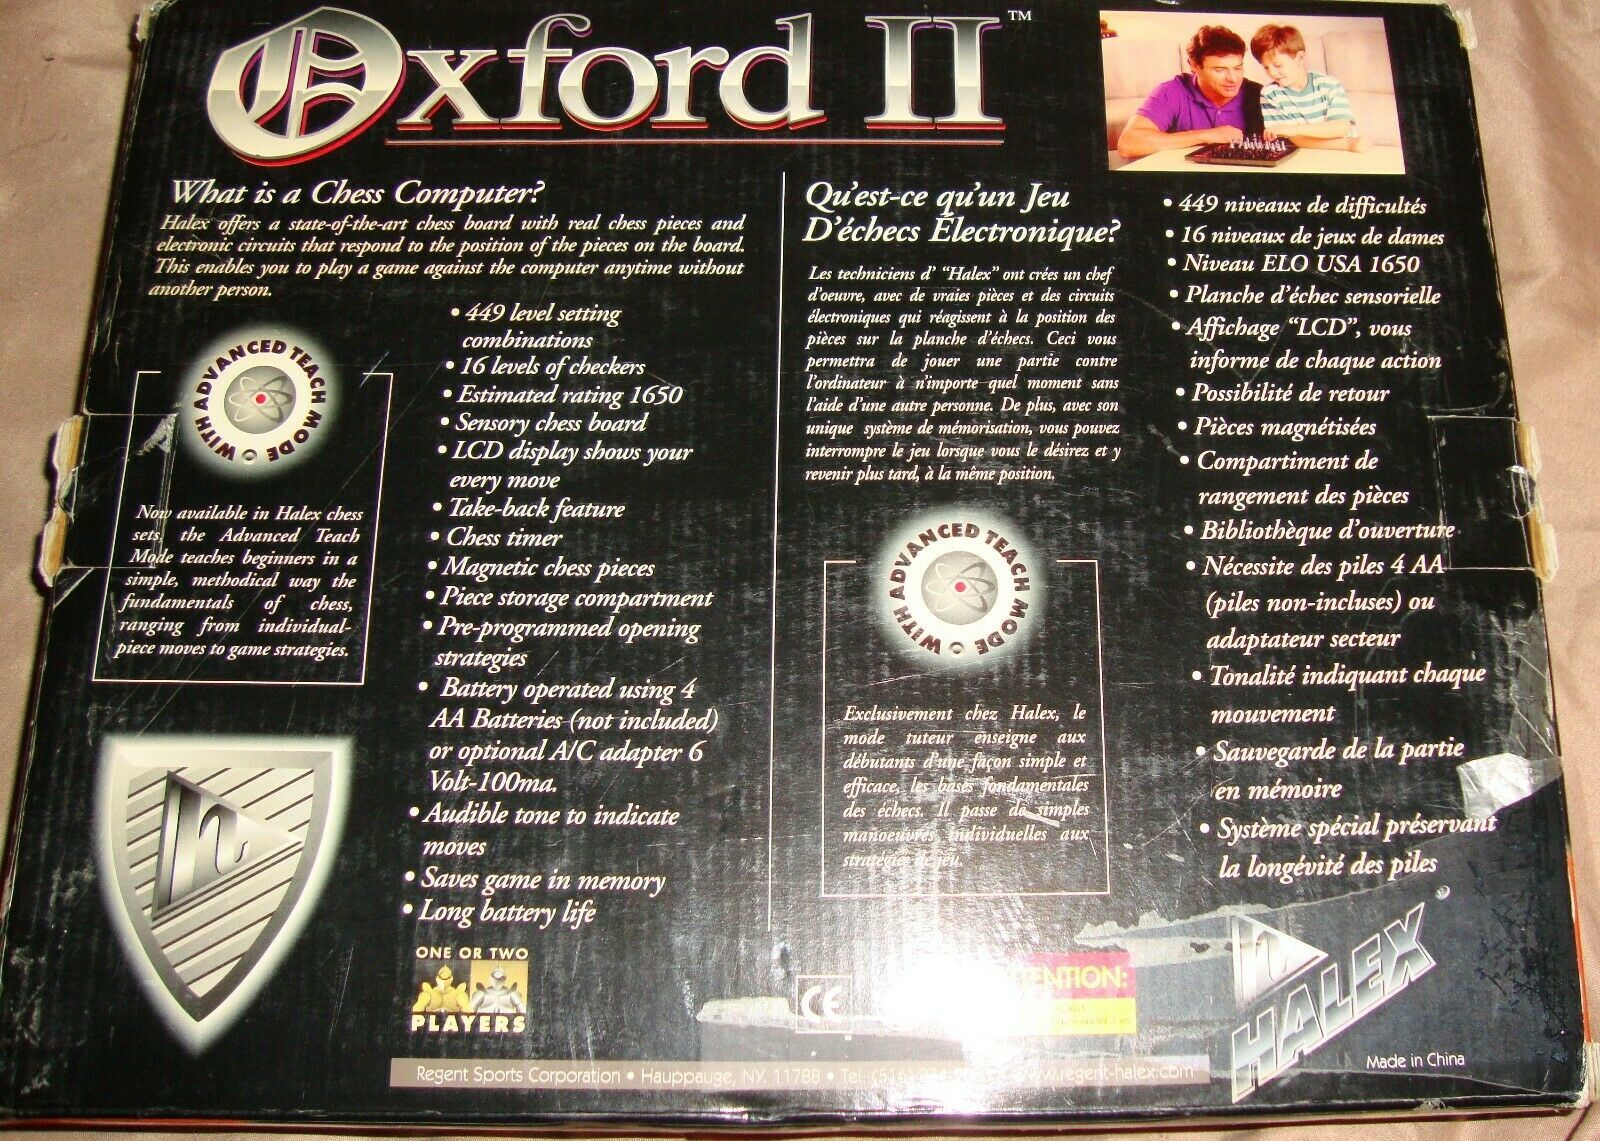 Oxford II™
What is a Chess Computer?
Halex offers a state-of-the-art chess board with real chess pieces and
electronic circuits that respond to the position of the pieces on the board.
This enables you to play a game against the computer anytime without
another person.
WITH ADVANCED TEACH MODE
Now available in Halex chess
sets, the Advanced Teach
Mode teaches beginners in a
simple, methodical way the
fundamentals of chess,
ranging from individual-
piece moves to game strategies.
h
• 449 level setting
combinations
• 16 levels of checkers
• Estimated rating 1650
• Sensory chess board
• LCD display shows your
every move
• Take-back feature
• Chess timer
• Magnetic chess pieces
• Piece storage compartment
• Pre-programmed opening
strategies
• Battery operated using 4
AA Batteries (not included)
or optional A/C adapter 6
Volt-100ma.
• Audible tone to indicate
moves
• Saves game in memory
• Long battery life
ONE OR TWO
PLAYERS
Qu'est-ce qu'un Jeu
D'échecs Électronique?
Les techniciens d' "Halex" ont crées un chef
d'oeuvre, avec de vraies pièces et des circuits
électroniques qui réagissent à la position des
pièces sur la planche d'échecs. Ceci vous
permettra de jouer une partie contre
l'ordinateur à n'importe quel moment sans
l'aide d'une autre personne. De plus, avec son
unique système de mémorisation, vous pouvez
interrompre le jeu lorsque vous le désirez et y
revenir plus tard, à la même position.
WITH ADVANCED TEACH MODE
Exclusivement chez Halex, le
mode tuteur enseigne aux
débutants d'une façon simple et
efficace, les bases fondamentales
des échecs. Il passe de simples
manoeuvres individuelles aux
stratégies de jeu.
• 449 niveaux de difficultés
• 16 niveaux de jeux de dames
• Niveau ELO USA 1650
• Planche d'échec sensorielle
• Affichage "LCD", vous
informe de chaque action
• Possibilité de retour
• Pièces magnétisées
• Compartiment de
rangement des pièces
• Bibliothèque d'ouverture
• Nécessite des piles 4 AA
(piles non-incluses) ou
adaptateur secteur
• Tonalité indiquant chaque
mouvement
• Sauvegarde de la partie
en mémoire
• Système spécial préservant
la longévité des piles
CE
TENTION:
h
HALEX®
Regent Sports Corporation • Hauppauge, NY. 11788 • Tel: (516) www.regent-halex.com
Made in China